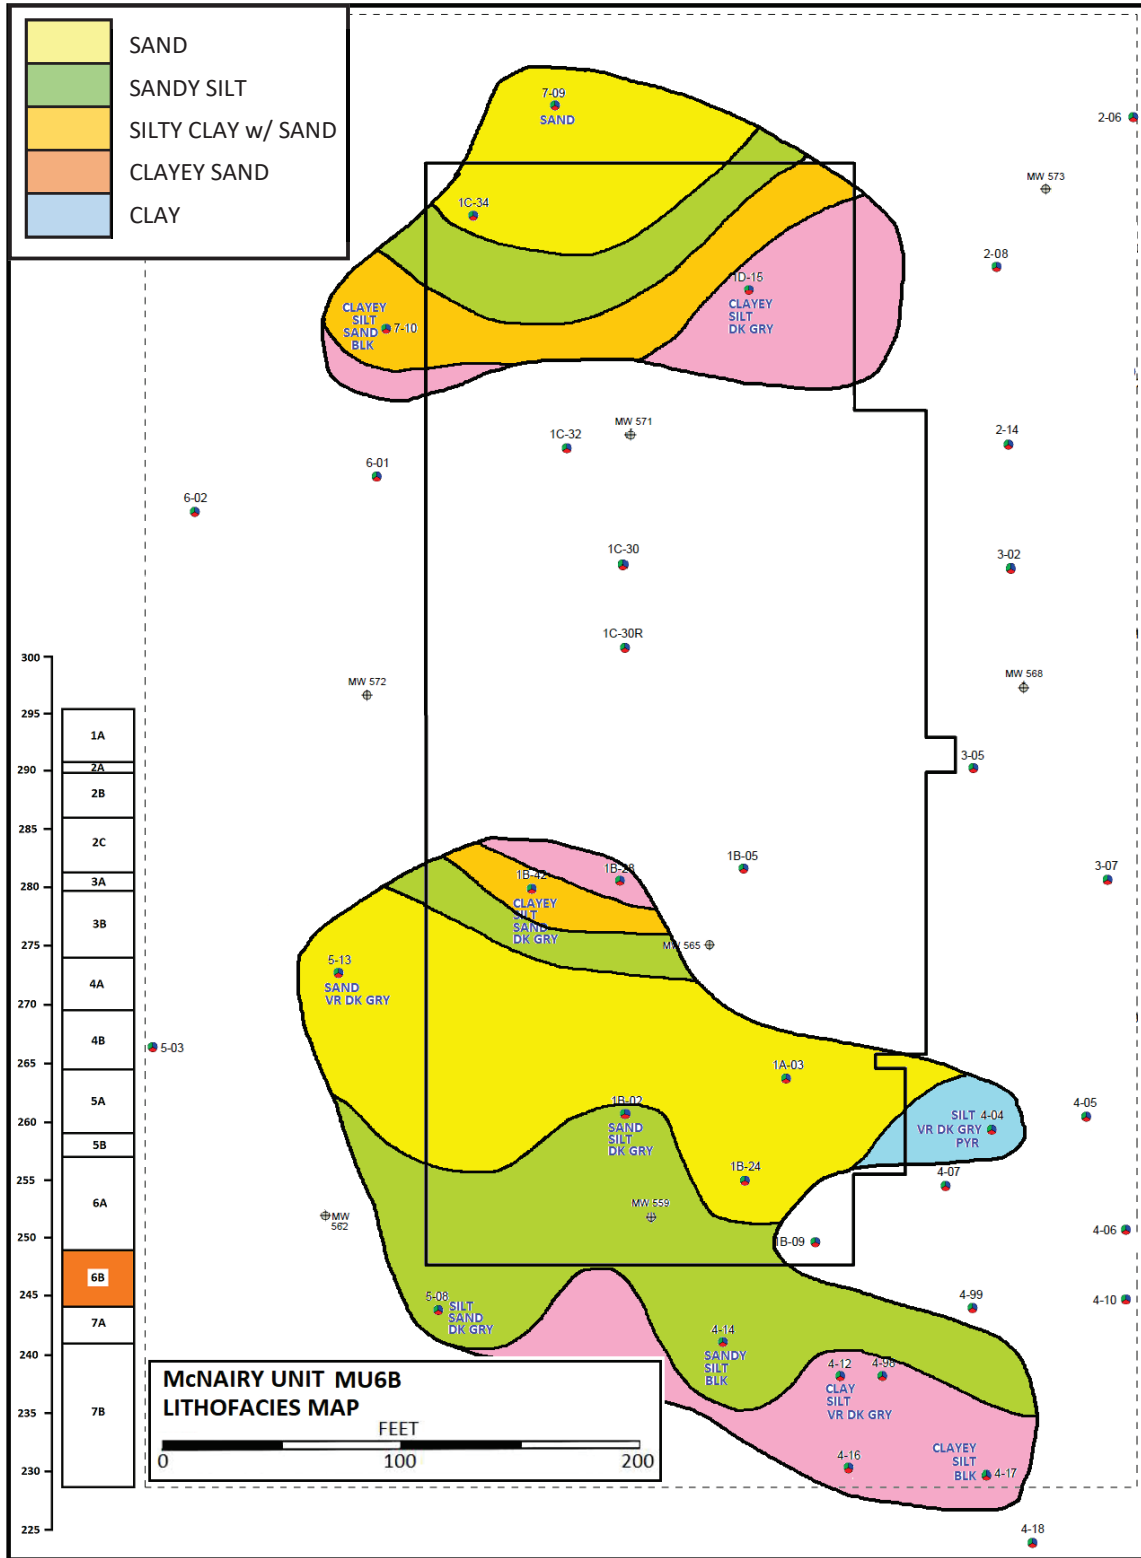 SAND
SANDY SILT
SILTY CLAY w/ SAND
CLAYEY SAND
CLAY
7-09
SAND
2-06
MW 573
1C-34
2-08
1D-15
CLAYEY
SILT
DK GRY
CLAYEY
SILT
SAND
BLK
7-10
MW 571
1C-32
2-14
6-01
6-02
1C-30
3-02
1C-30R
MW 572
MW 568
3-05
300
295
290
285
280
275
270
265
260
255
250
245
240
235
230
225
1A
2A
2B
2C
3A
3B
4A
4B
5A
5B
6A
6B
7A
7B
1B-05
3-07
1B-28
1B-42
CLAYEY
SILT
SAND
DK GRY
MW 565
5-13
SAND
VR DK GRY
5-03
1A-03
1B-02
SAND
SILT
DK GRY
SILT
VR DK GRY
PYR
4-04
4-05
1B-24
4-07
MW
562
MW 559
1B-09
4-06
4-10
4-99
5-08
SILT
SAND
DK GRY
4-14
SANDY
SILT
BLK
4-12
4-98
CLAY
SILT
VR DK GRY
4-16
CLAYEY
SILT
BLK
4-17
4-18
McNAIRY UNIT MU6B
LITHOFACIES MAP
FEET
0 100 200